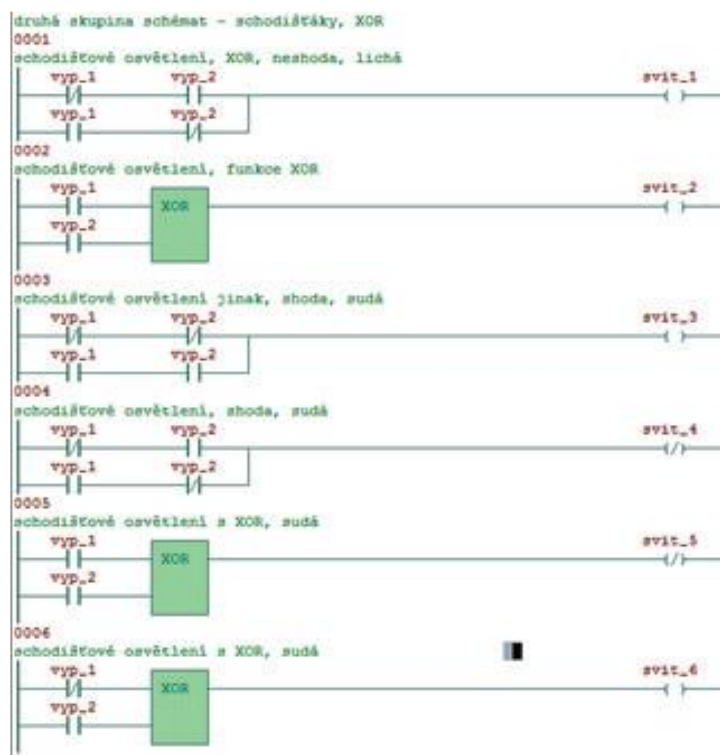 druhá skupina schémat - schodišťáky, XOR
0001
schodišťové osvětlení, XOR, neshoda, lichá
vyp_1 vyp_2 svit_1
vyp_1 vyp_2
0002
schodišťové osvětlení, funkce XOR
vyp_1 svit_2
XOR
vyp_2
0003
schodišťové osvětlení jinak, shoda, sudá
vyp_1 vyp_2 svit_3
vyp_1 vyp_2
0004
schodišťové osvětlení, shoda, sudá
vyp_1 vyp_2 svit_4
vyp_1 vyp_2
0005
schodišťové osvětlení s XOR, sudá
vyp_1 svit_5
XOR
vyp_2
0006
schodišťové osvětlení s XOR, sudá
vyp_1 svit_6
XOR
vyp_2